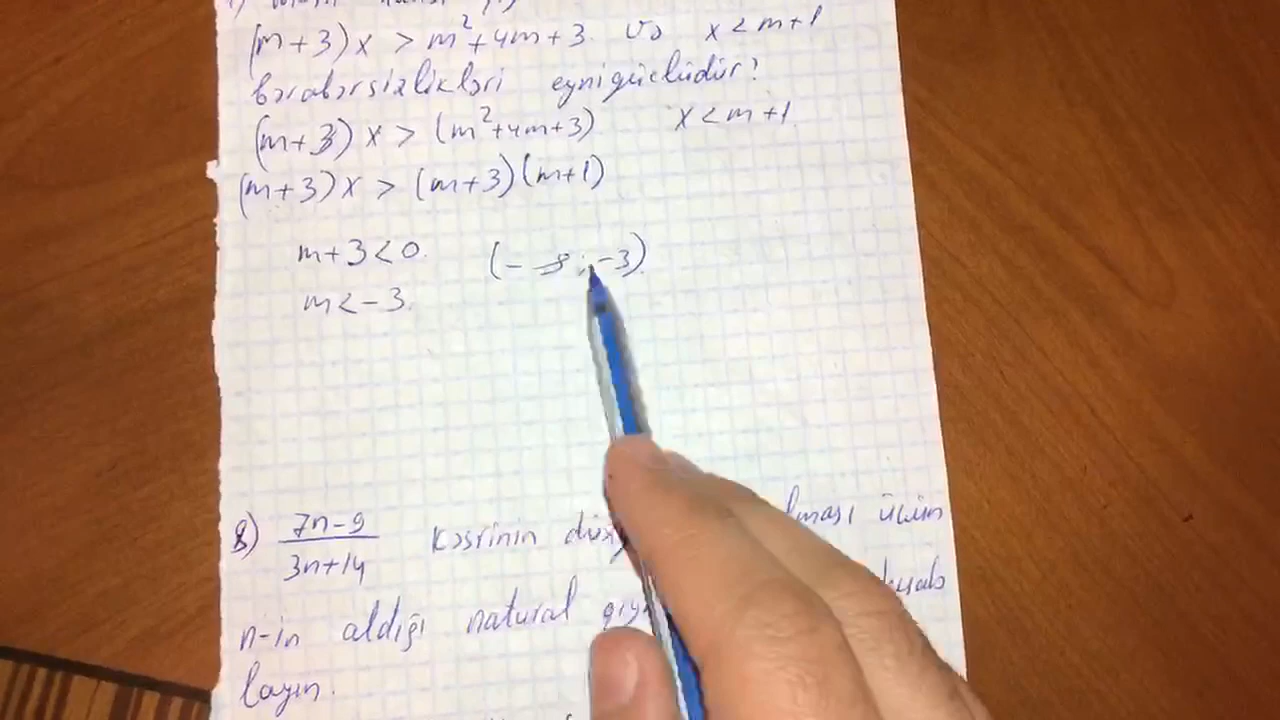 (m+3)x > m²+4m+3. və x < m+1
bərabərsizlikləri eynigüclüdür?
(m+3)x > (m²+4m+3) x < m+1
(m+3)x > (m+3)(m+1)
m+3<0. (-∞;-3).
m<-3.
8) 7n-9/3n+14 kəsrinin üçün
n-in aldığı natural
layın.